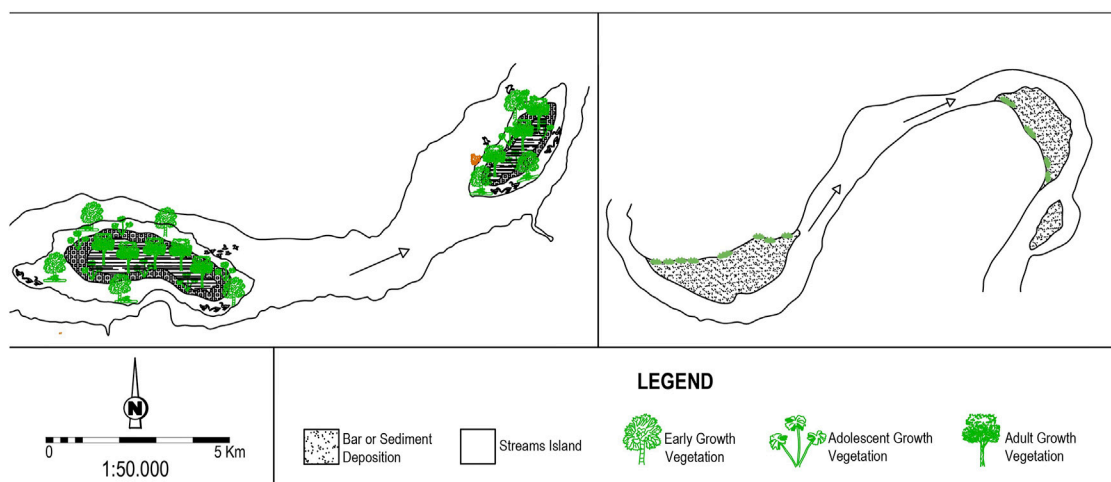 LEGEND
N
0
5 Km
1:50.000
Bar or Sediment
Deposition
Streams Island
Early Growth
Vegetation
Adolescent Growth
Vegetation
Adult Growth
Vegetation